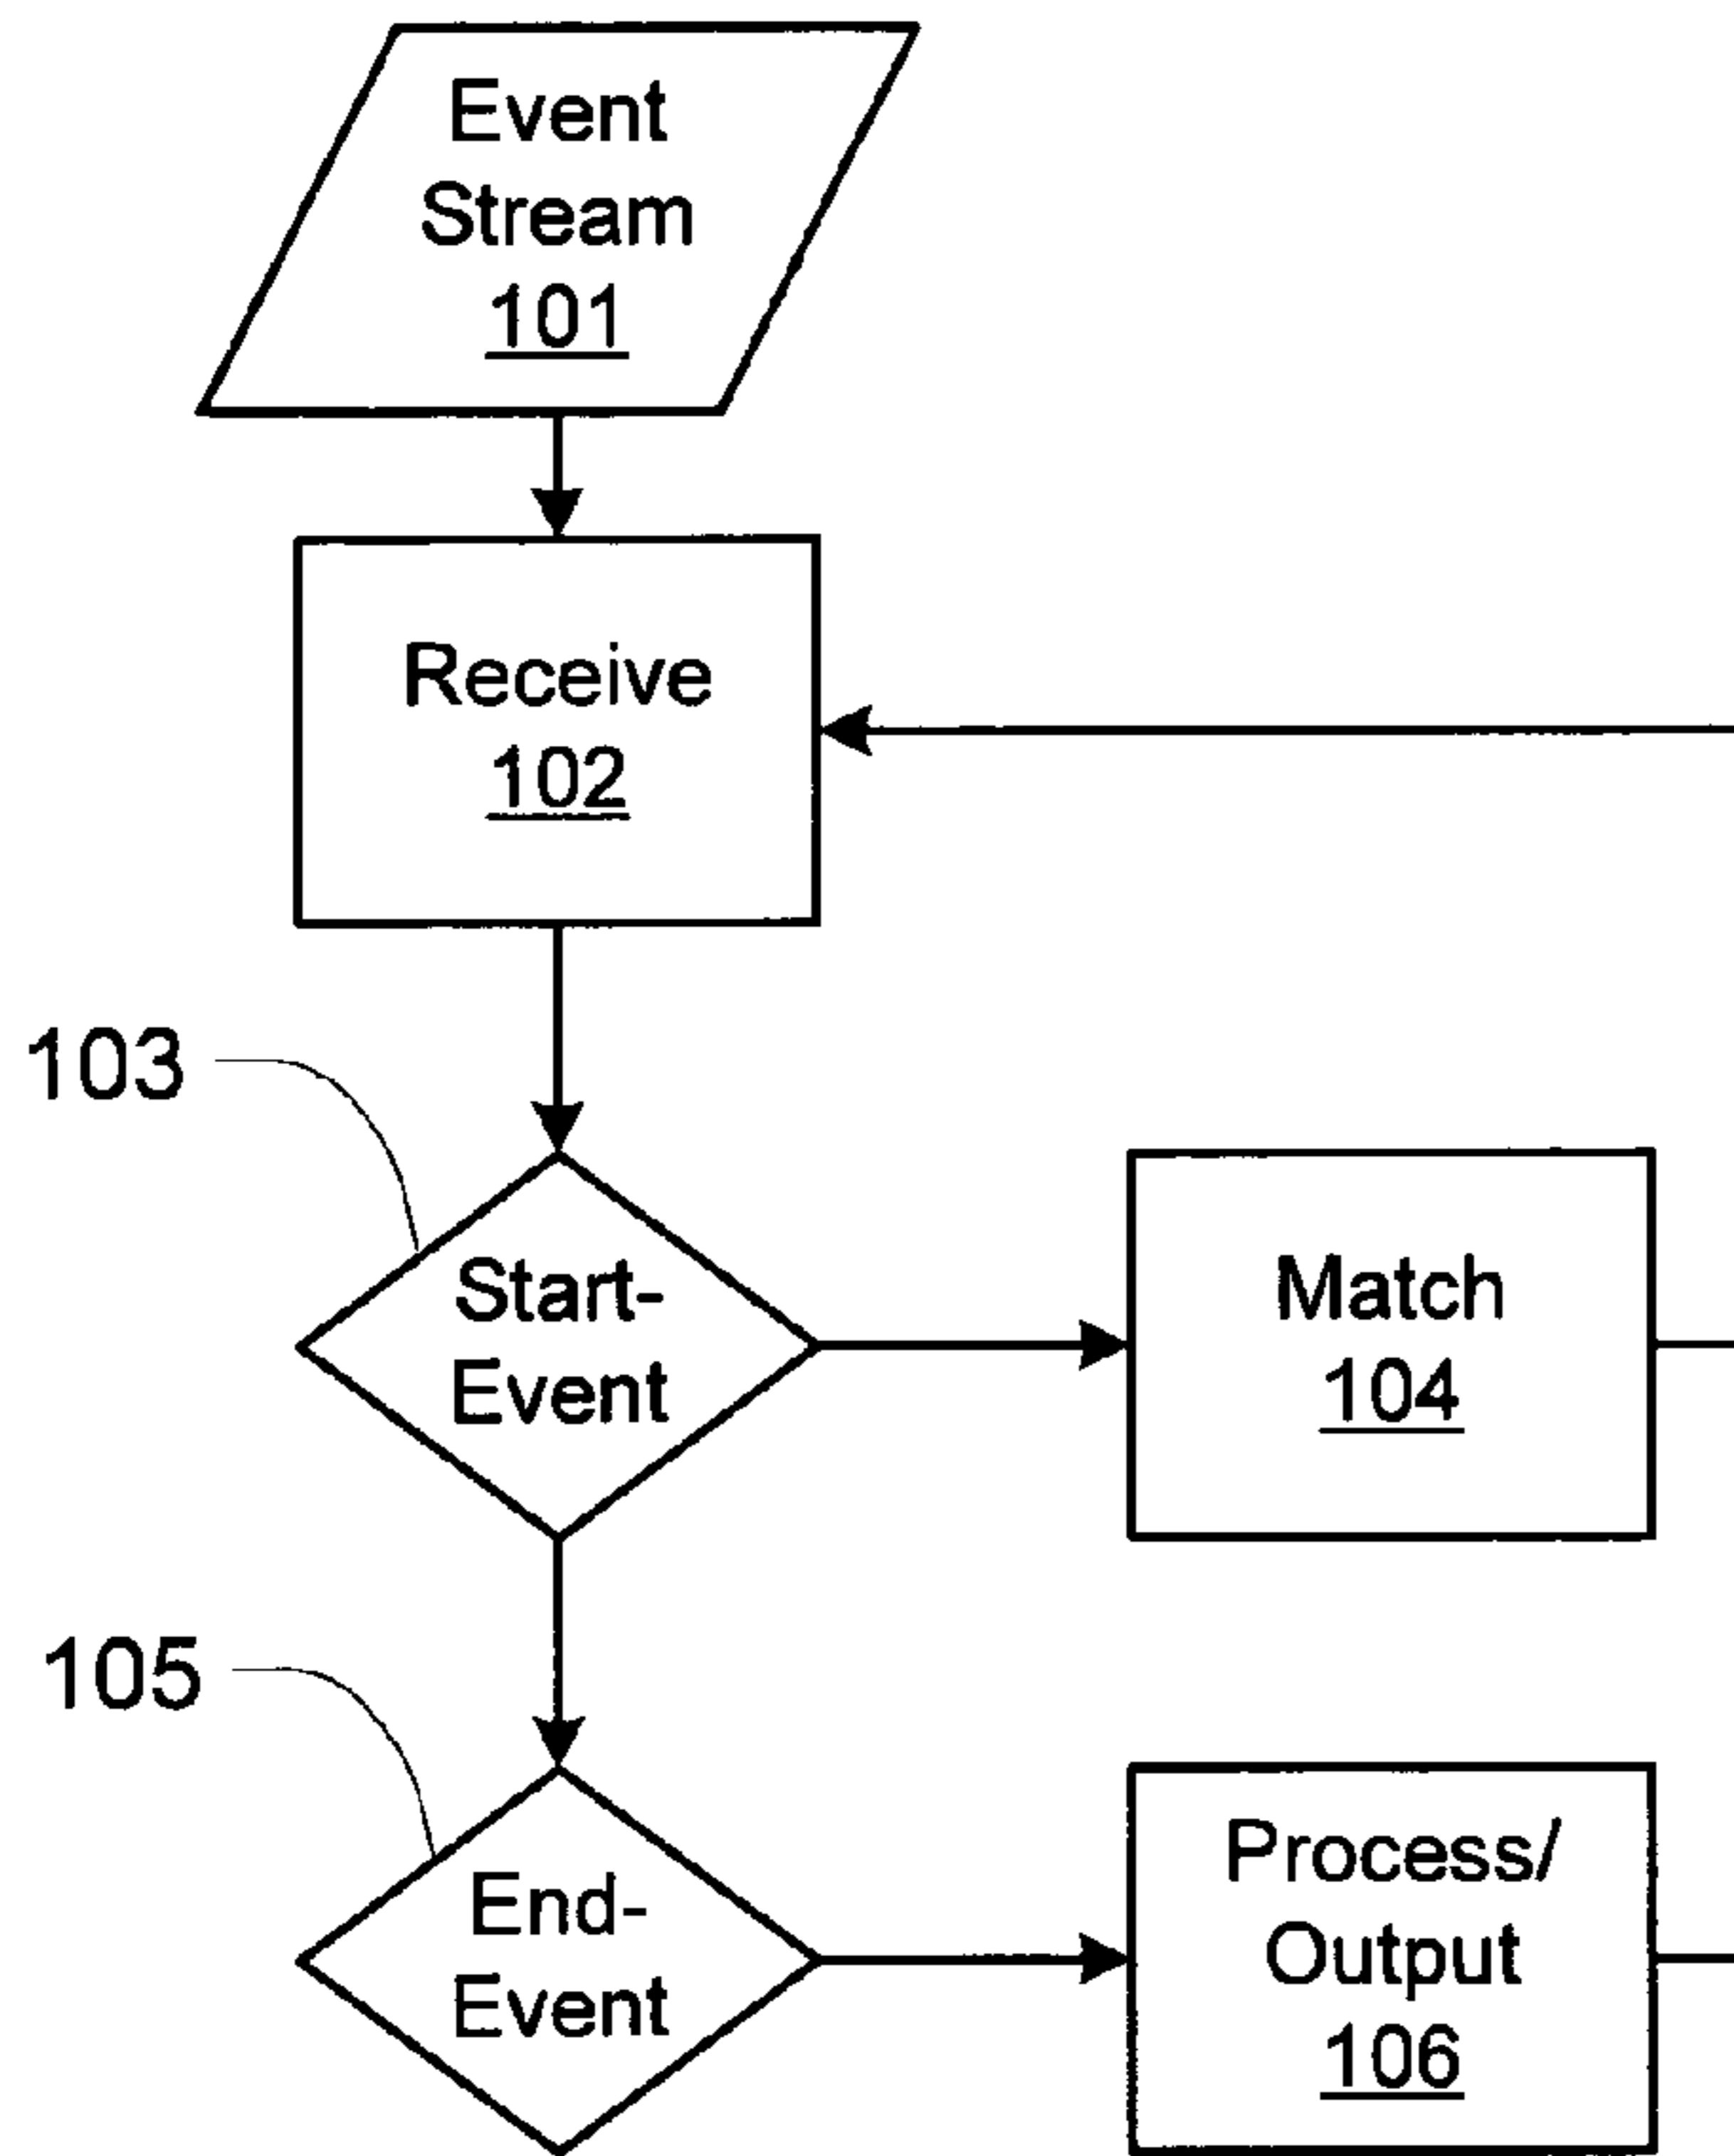 Event
Stream
101
Receive
102
103
Start-
Event
Match
104
105
End-
Event
Process/
Output
106